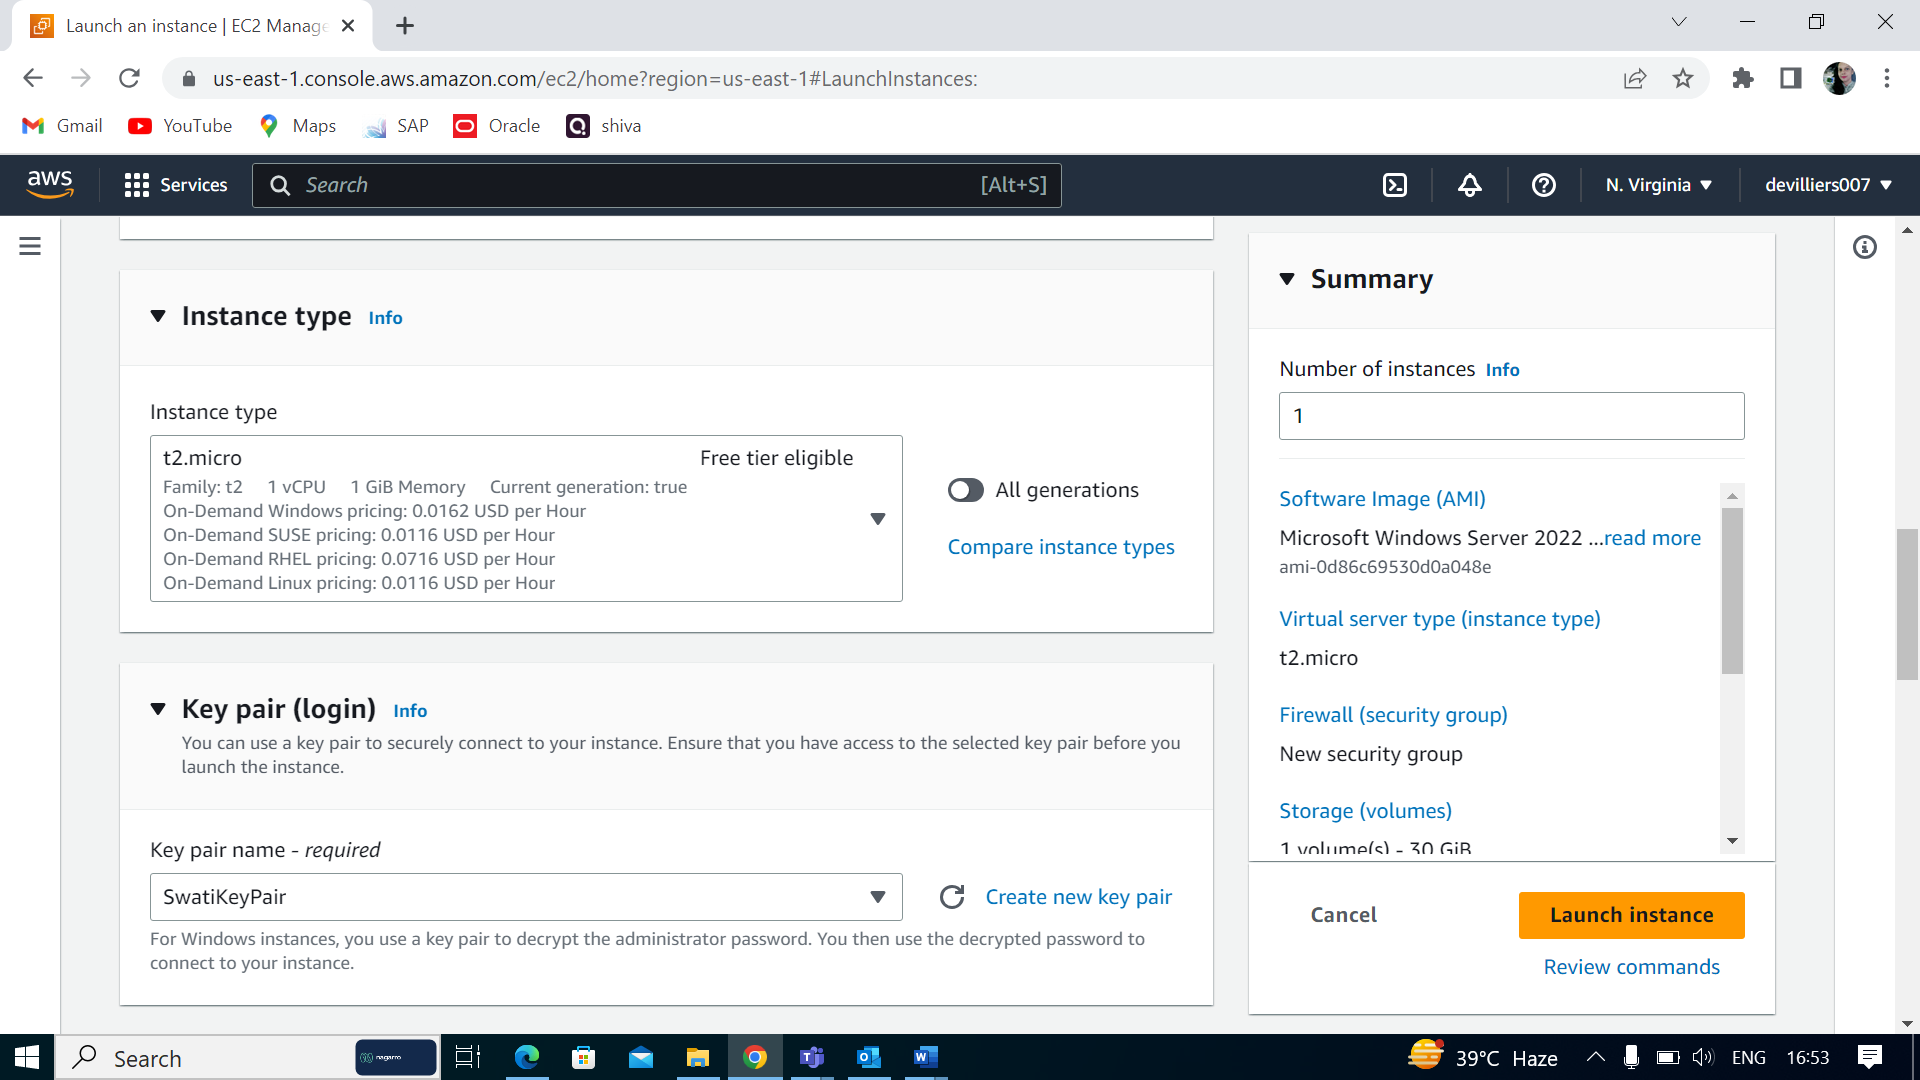 Launch an instance | EC2 Manage
us-east-1.console.aws.amazon.com/ec2/home?region=us-east-1#LaunchInstances:
Gmail YouTube Maps SAP Oracle shiva
aws Services Search [Alt+S] N. Virginia devilliers007
Instance type Info
Instance type
t2.micro Free tier eligible
Family: t2 1 vCPU 1 GiB Memory Current generation: true
On-Demand Windows pricing: 0.0162 USD per Hour
On-Demand SUSE pricing: 0.0116 USD per Hour
On-Demand RHEL pricing: 0.0716 USD per Hour
On-Demand Linux pricing: 0.0116 USD per Hour
All generations
Compare instance types
Key pair (login) Info
You can use a key pair to securely connect to your instance. Ensure that you have access to the selected key pair before you
launch the instance.
Key pair name - required
SwatiKeyPair
Create new key pair
For Windows instances, you use a key pair to decrypt the administrator password. You then use the decrypted password to
connect to your instance.
Summary
Number of instances Info
1
Software Image (AMI)
Microsoft Windows Server 2022 ...read more
ami-0d86c69530d0a048e
Virtual server type (instance type)
t2.micro
Firewall (security group)
New security group
Storage (volumes)
1 volume(s) - 30 GiB
Cancel Launch instance
Review commands
Search nagarro 39°C Haze ENG 16:53